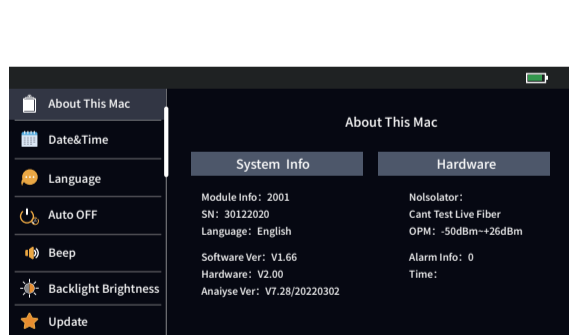 About This Mac
Date&Time
Language
Auto OFF
Beep
Backlight Brightness
Update
About This Mac
System Info
Module Info: 2001
SN: 30122020
Language: English
Software Ver: V1.66
Hardware: V2.00
Anaiyse Ver: V7.28/20220302
Hardware
Nolsolator:
Cant Test Live Fiber
OPM: -50dBm~+26dBm
Alarm Info: 0
Time: